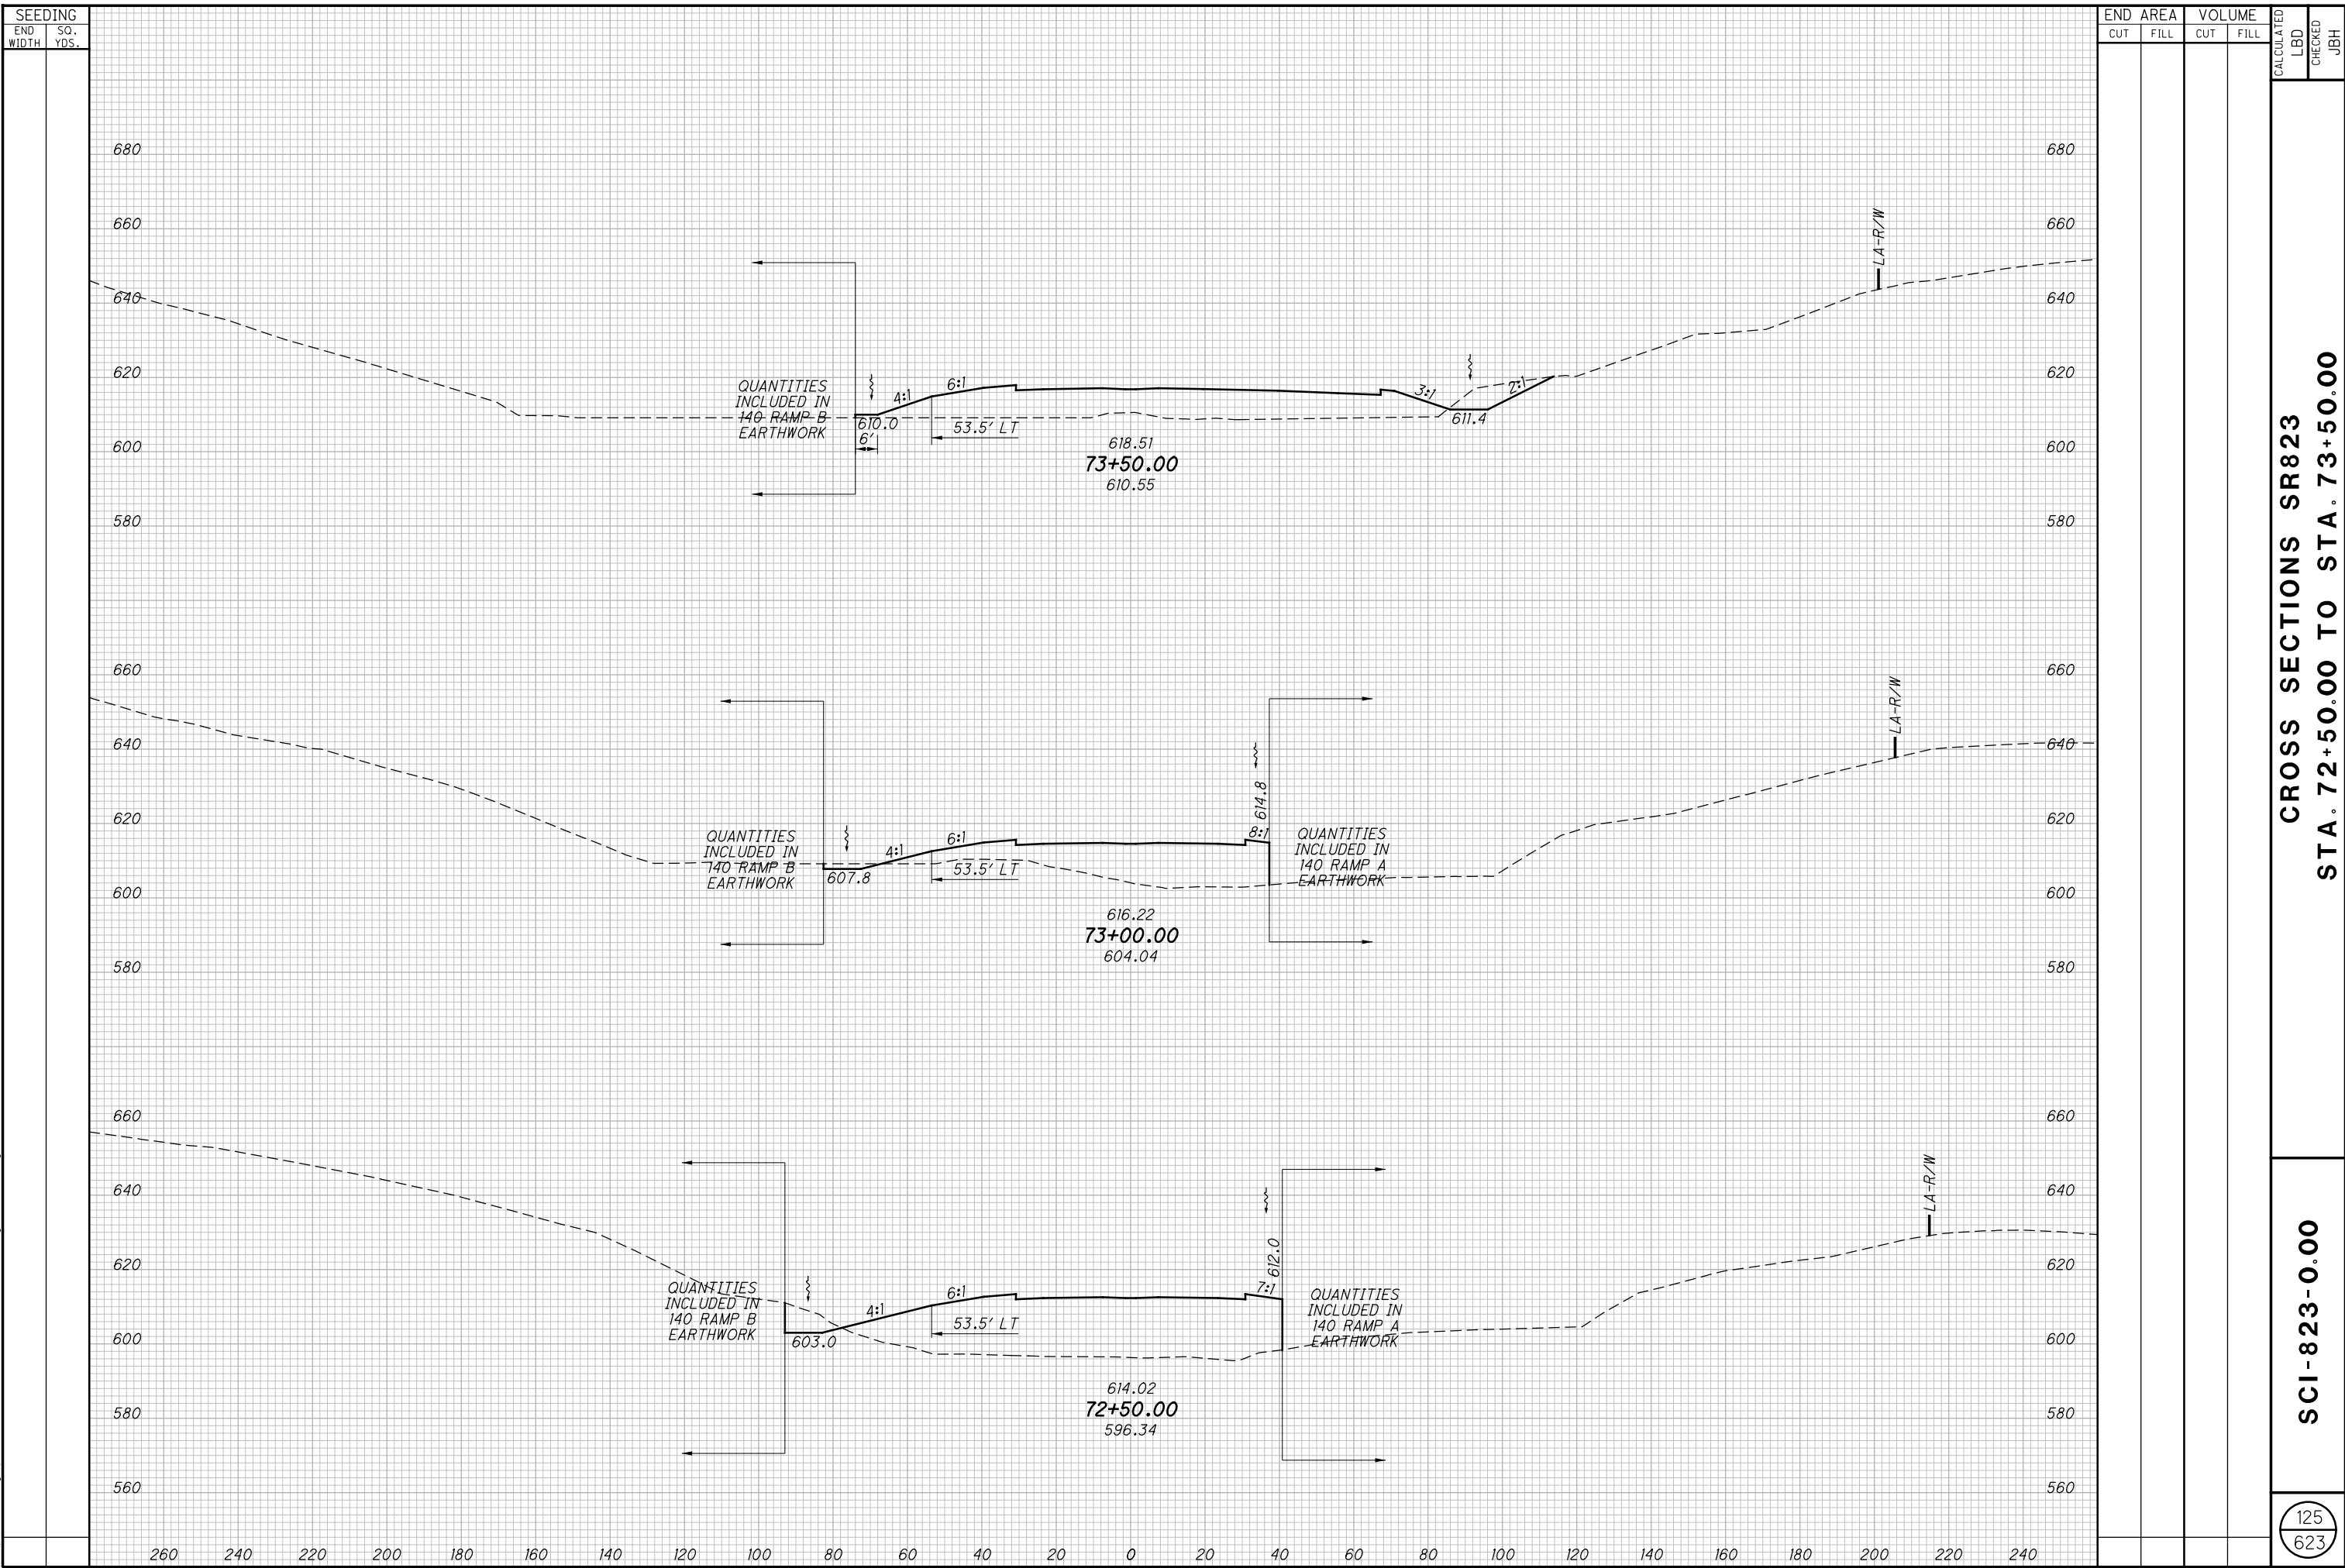 SEEDING
END WIDTH
SQ. YDS.
END AREA
VOLUME
CUT
FILL
CUT
FILL
CALCULATED
LBD
CHECKED
JBH
680
680
660
660
LA-R/W
640
640
620
620
QUANTITIES
INCLUDED IN
140 RAMP B
EARTHWORK
4:1
6:1
3:1
2:1
610.0
6'
53.5' LT
611.4
618.51
73+50.00
610.55
600
600
580
580
660
660
LA-R/W
640
640
620
620
614.8
QUANTITIES
INCLUDED IN
140 RAMP B
EARTHWORK
4:1
6:1
8:1
QUANTITIES
INCLUDED IN
140 RAMP A
EARTHWORK
607.8
53.5' LT
600
600
616.22
73+00.00
604.04
580
580
660
660
LA-R/W
640
640
620
620
612.0
QUANTITIES
INCLUDED IN
140 RAMP B
EARTHWORK
4:1
6:1
7:1
QUANTITIES
INCLUDED IN
140 RAMP A
EARTHWORK
603.0
53.5' LT
600
600
614.02
72+50.00
596.34
580
580
560
560
260 240 220 200 180 160 140 120 100 80 60 40 20 0 20 40 60 80 100 120 140 160 180 200 220 240
CROSS SECTIONS SR823
STA. 72+50.00 TO STA. 73+50.00
SCI-823-0.00
125
623